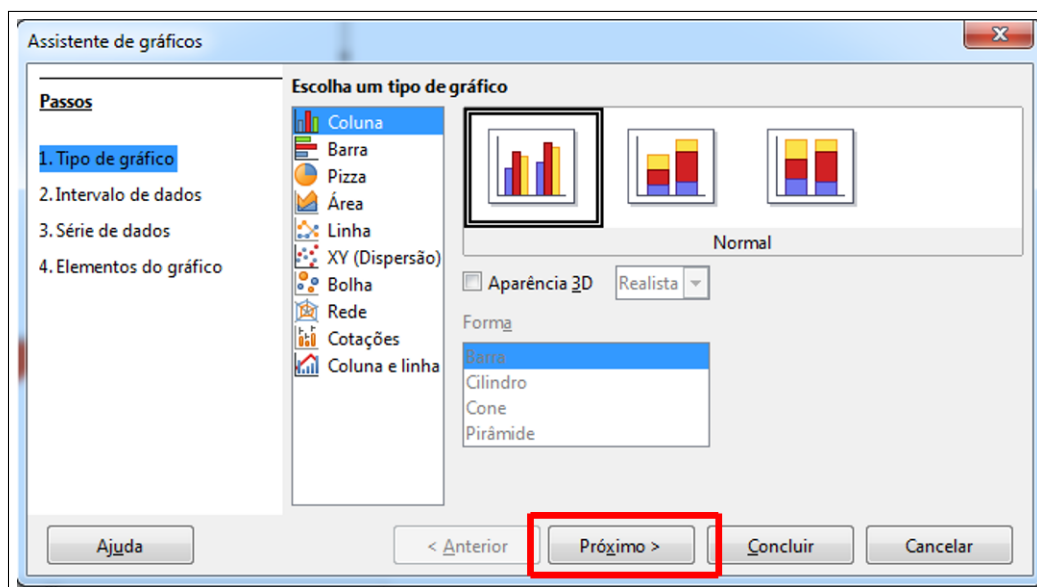 Assistente de gráficos
Passos
1. Tipo de gráfico
2. Intervalo de dados
3. Série de dados
4. Elementos do gráfico
Escolha um tipo de gráfico
Coluna
Barra
Pizza
Área
Linha
XY (Dispersão)
Bolha
Rede
Cotações
Coluna e linha
Normal
Aparência 3D
Realista
Forma
Barra
Cilindro
Cone
Pirâmide
Ajuda
< Anterior
Próximo >
Concluir
Cancelar